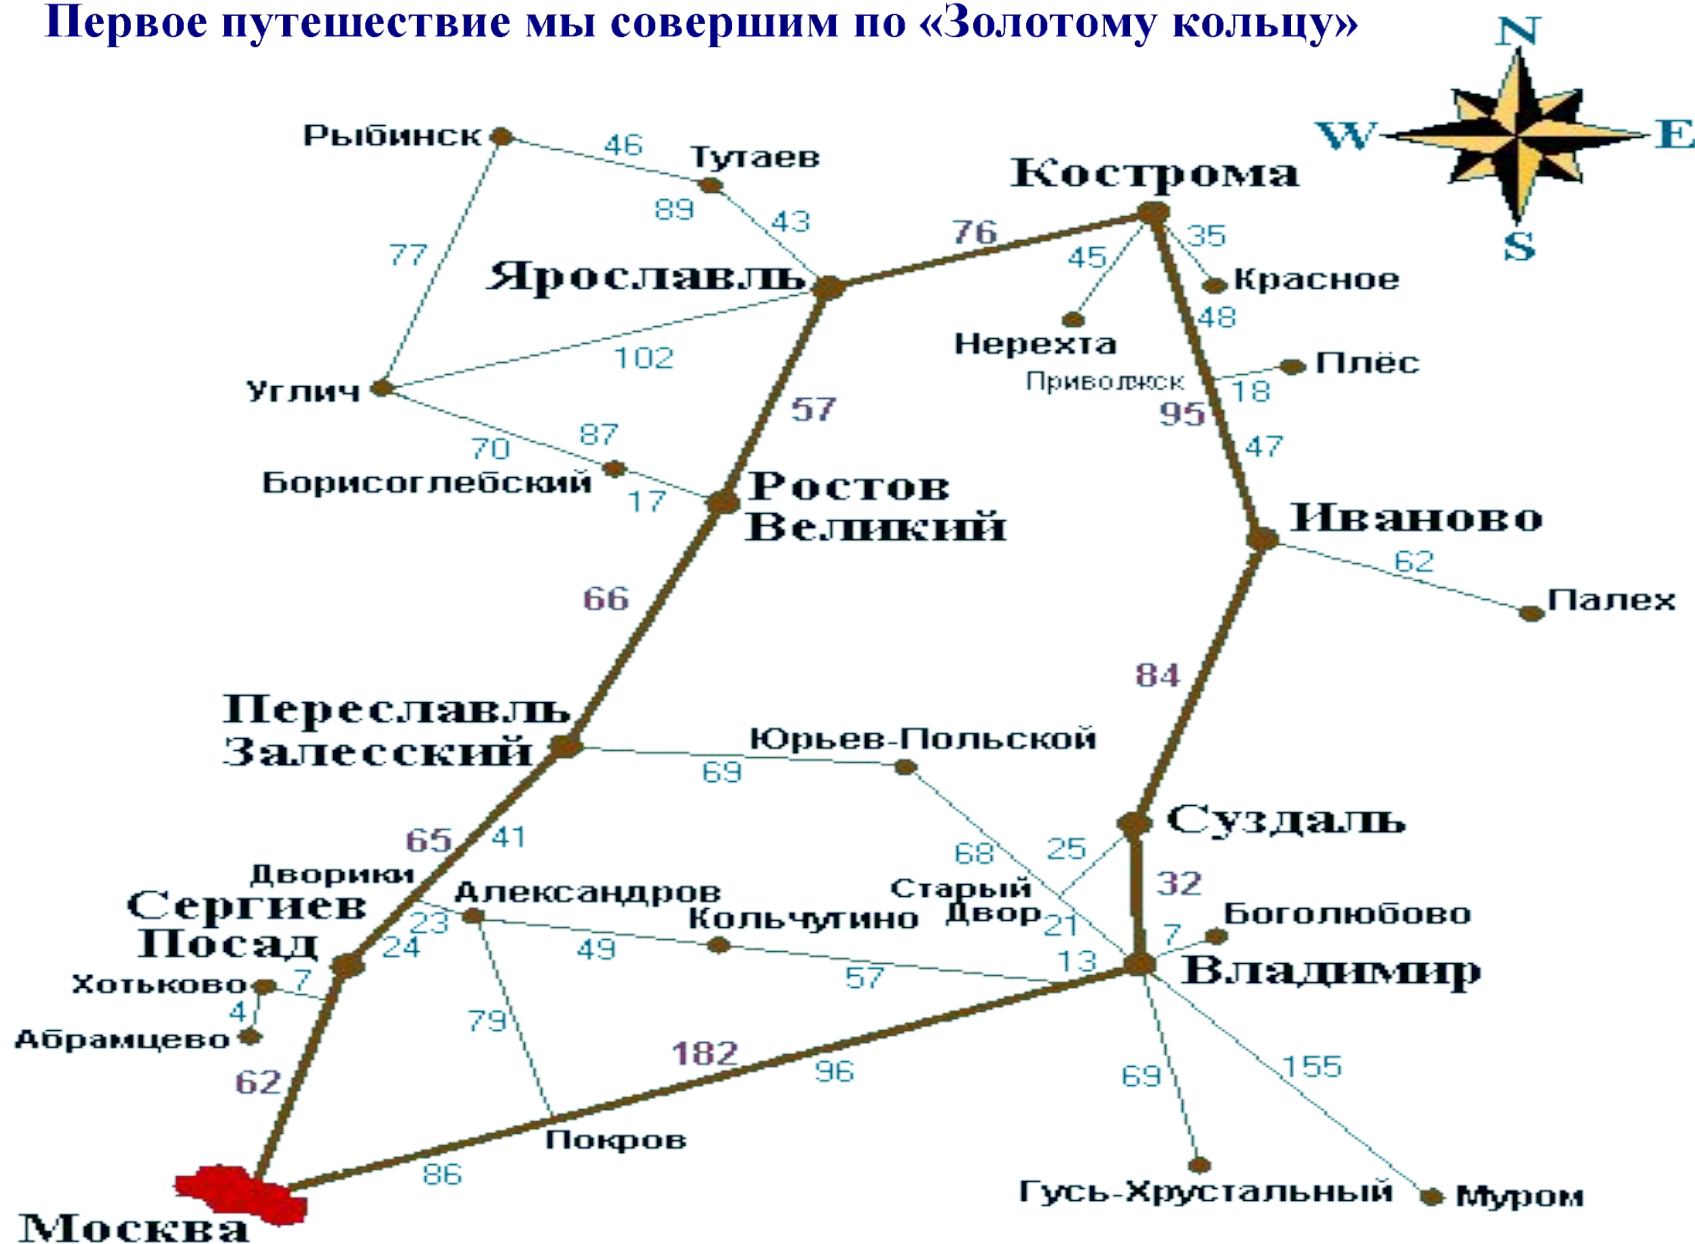 Первое путешествие мы совершим по «Золотому кольцу»
N
W
E
S
Рыбинск
46
Тутаев
Кострома
89
43
76
35
77
45
Ярославль
Красное
48
Нерехта
102
Плёс
Приволжск
18
Углич
57
95
87
47
70
Борисоглебский
17
Ростов
Великий
Иваново
62
Палех
66
84
Переславль
Залесский
Юрьев-Польской
69
Суздаль
65
41
68
25
Дворики
Старый
Двор
32
Сергиев
Посад
Александров
Кольчугино
Боголюбово
23
21
7
24
49
13
57
Владимир
Хотьково
7
4
Абрамцево
79
182
96
62
69
155
Покров
86
Гусь-Хрустальный
Муром
Москва